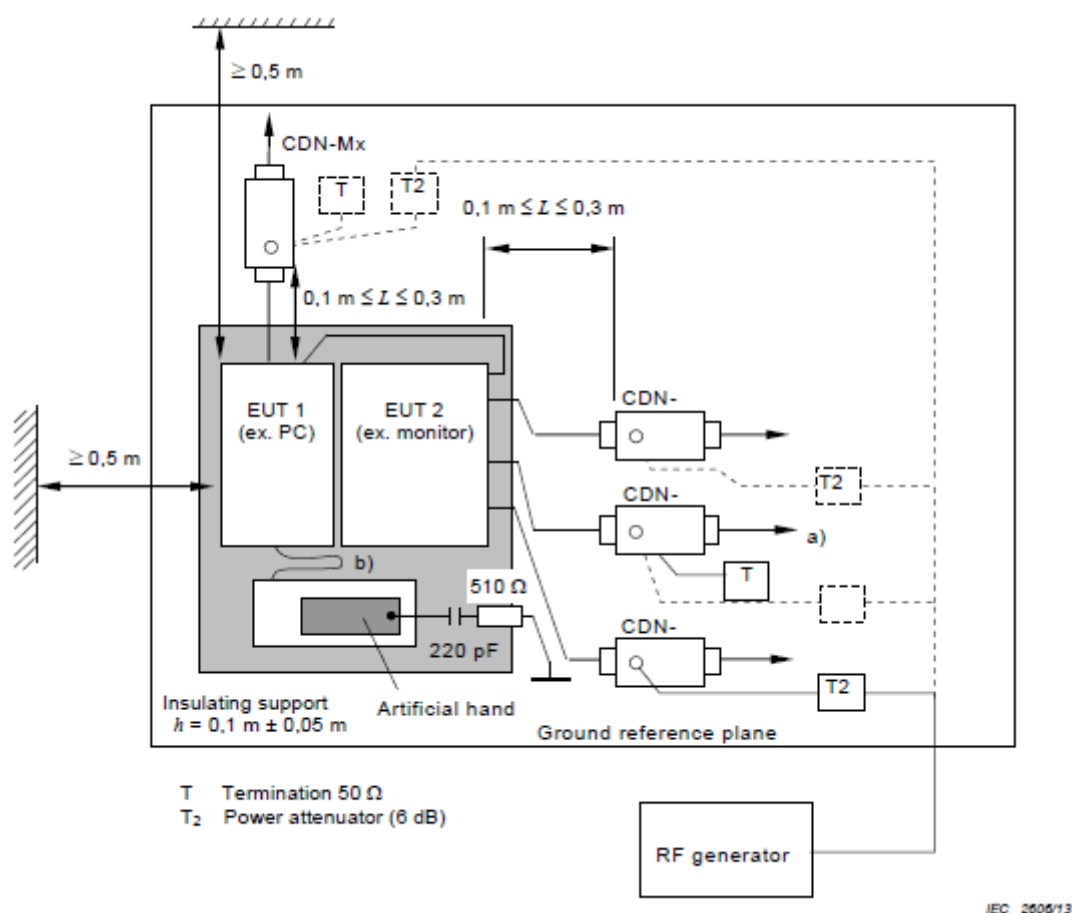 ≥ 0,5 m
CDN-Mx
T
T2
0,1 m ≤ L ≤ 0,3 m
0,1 m ≤ L ≤ 0,3 m
EUT 1
(ex. PC)
EUT 2
(ex. monitor)
CDN-
≥ 0,5 m
T2
CDN-
a)
b)
T
510 Ω
CDN-
220 pF
T2
Insulating support
h = 0,1 m ± 0,05 m
Artificial hand
Ground reference plane
T Termination 50 Ω
T2 Power attenuator (6 dB)
RF generator
IEC 2606/13